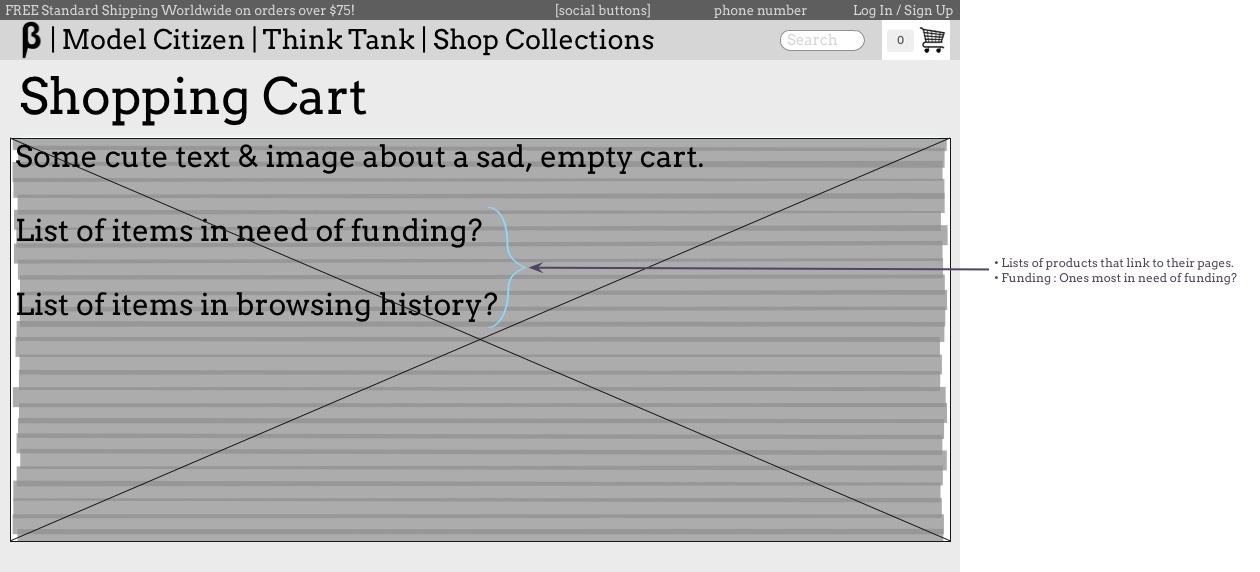 FREE Standard Shipping Worldwide on orders over $75! [social buttons] phone number Log In / Sign Up
β | Model Citizen | Think Tank | Shop Collections Search 0
Shopping Cart
Some cute text & image about a sad, empty cart.
List of items in need of funding?
• Lists of products that link to their pages.
• Funding : Ones most in need of funding?
List of items in browsing history?